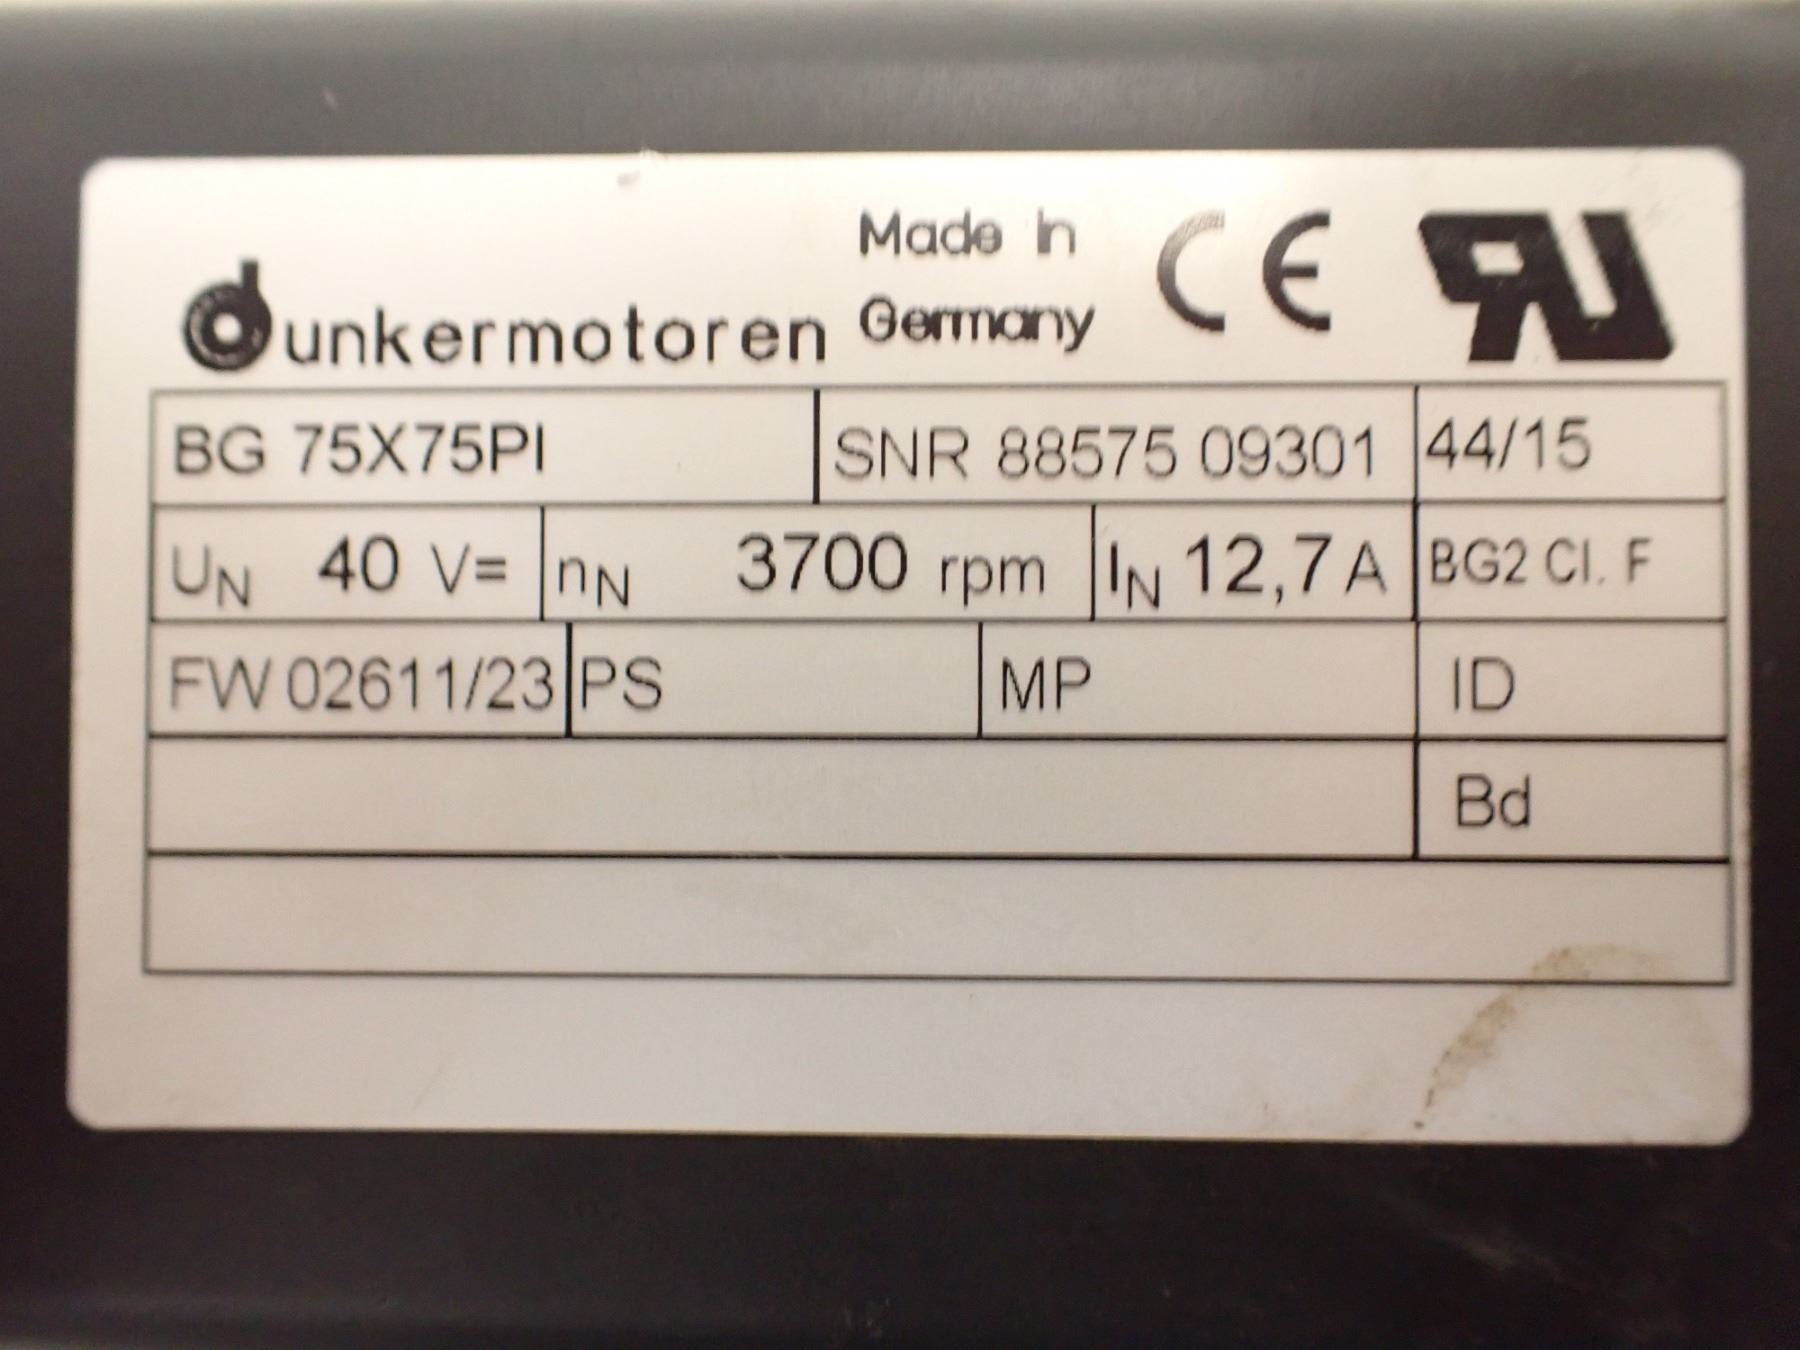 dunkermotoren
Made in
Germany
CE
BG 75X75PI SNR 88575 09301 44/15
UN 40 V= nN 3700 rpm IN 12,7 A BG2 Cl. F
FW 02611/23 PS MP ID
Bd